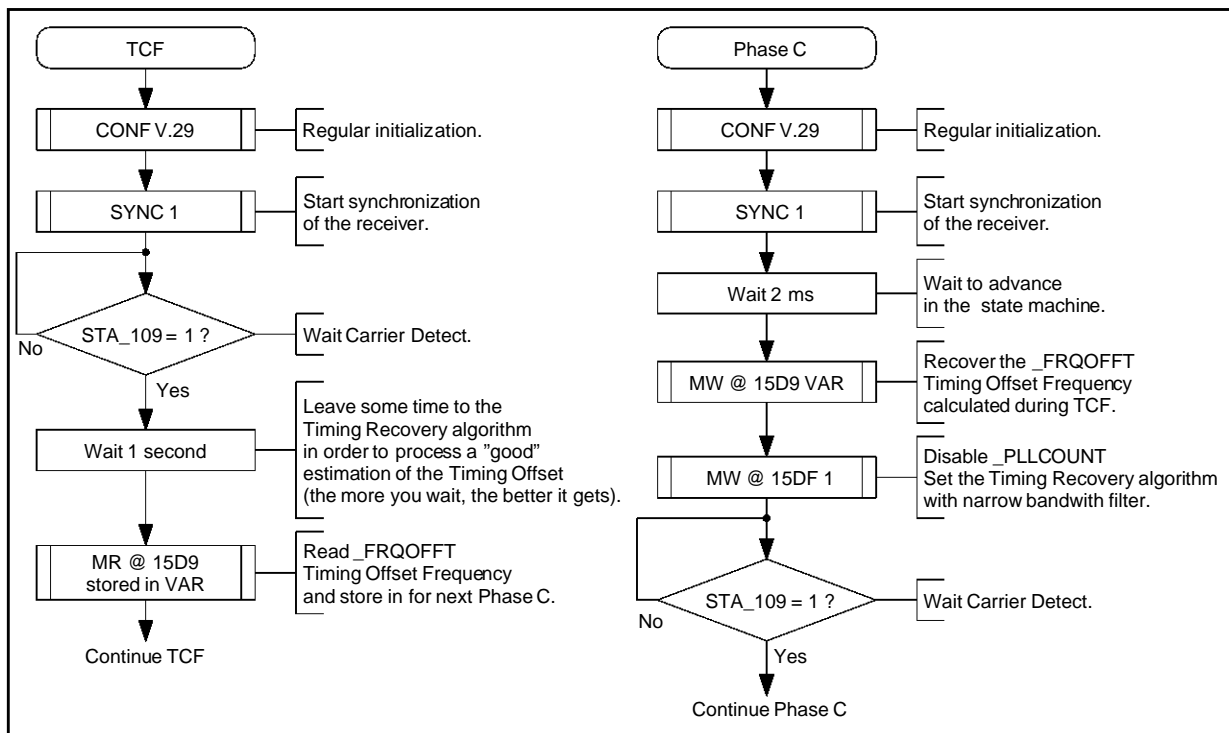 TCF
CONF V.29
Regular initialization.
SYNC 1
Start synchronization
of the receiver.
STA_109 = 1 ?
Wait Carrier Detect.
No
Yes
Wait 1 second
Leave some time to the
Timing Recovery algorithm
in order to process a ”good”
estimation of the Timing Offset
(the more you wait, the better it gets).
MR @ 15D9
stored in VAR
Read _FRQOFFT
Timing Offset Frequency
and store in for next Phase C.
Continue TCF
Phase C
CONF V.29
Regular initialization.
SYNC 1
Start synchronization
of the receiver.
Wait 2 ms
Wait to advance
in the state machine.
MW @ 15D9 VAR
Recover the _FRQOFFT
Timing Offset Frequency
calculated during TCF.
MW @ 15DF 1
Disable _PLLCOUNT
Set the Timing Recovery algorithm
with narrow bandwith filter.
STA_109 = 1 ?
Wait Carrier Detect.
No
Yes
Continue Phase C